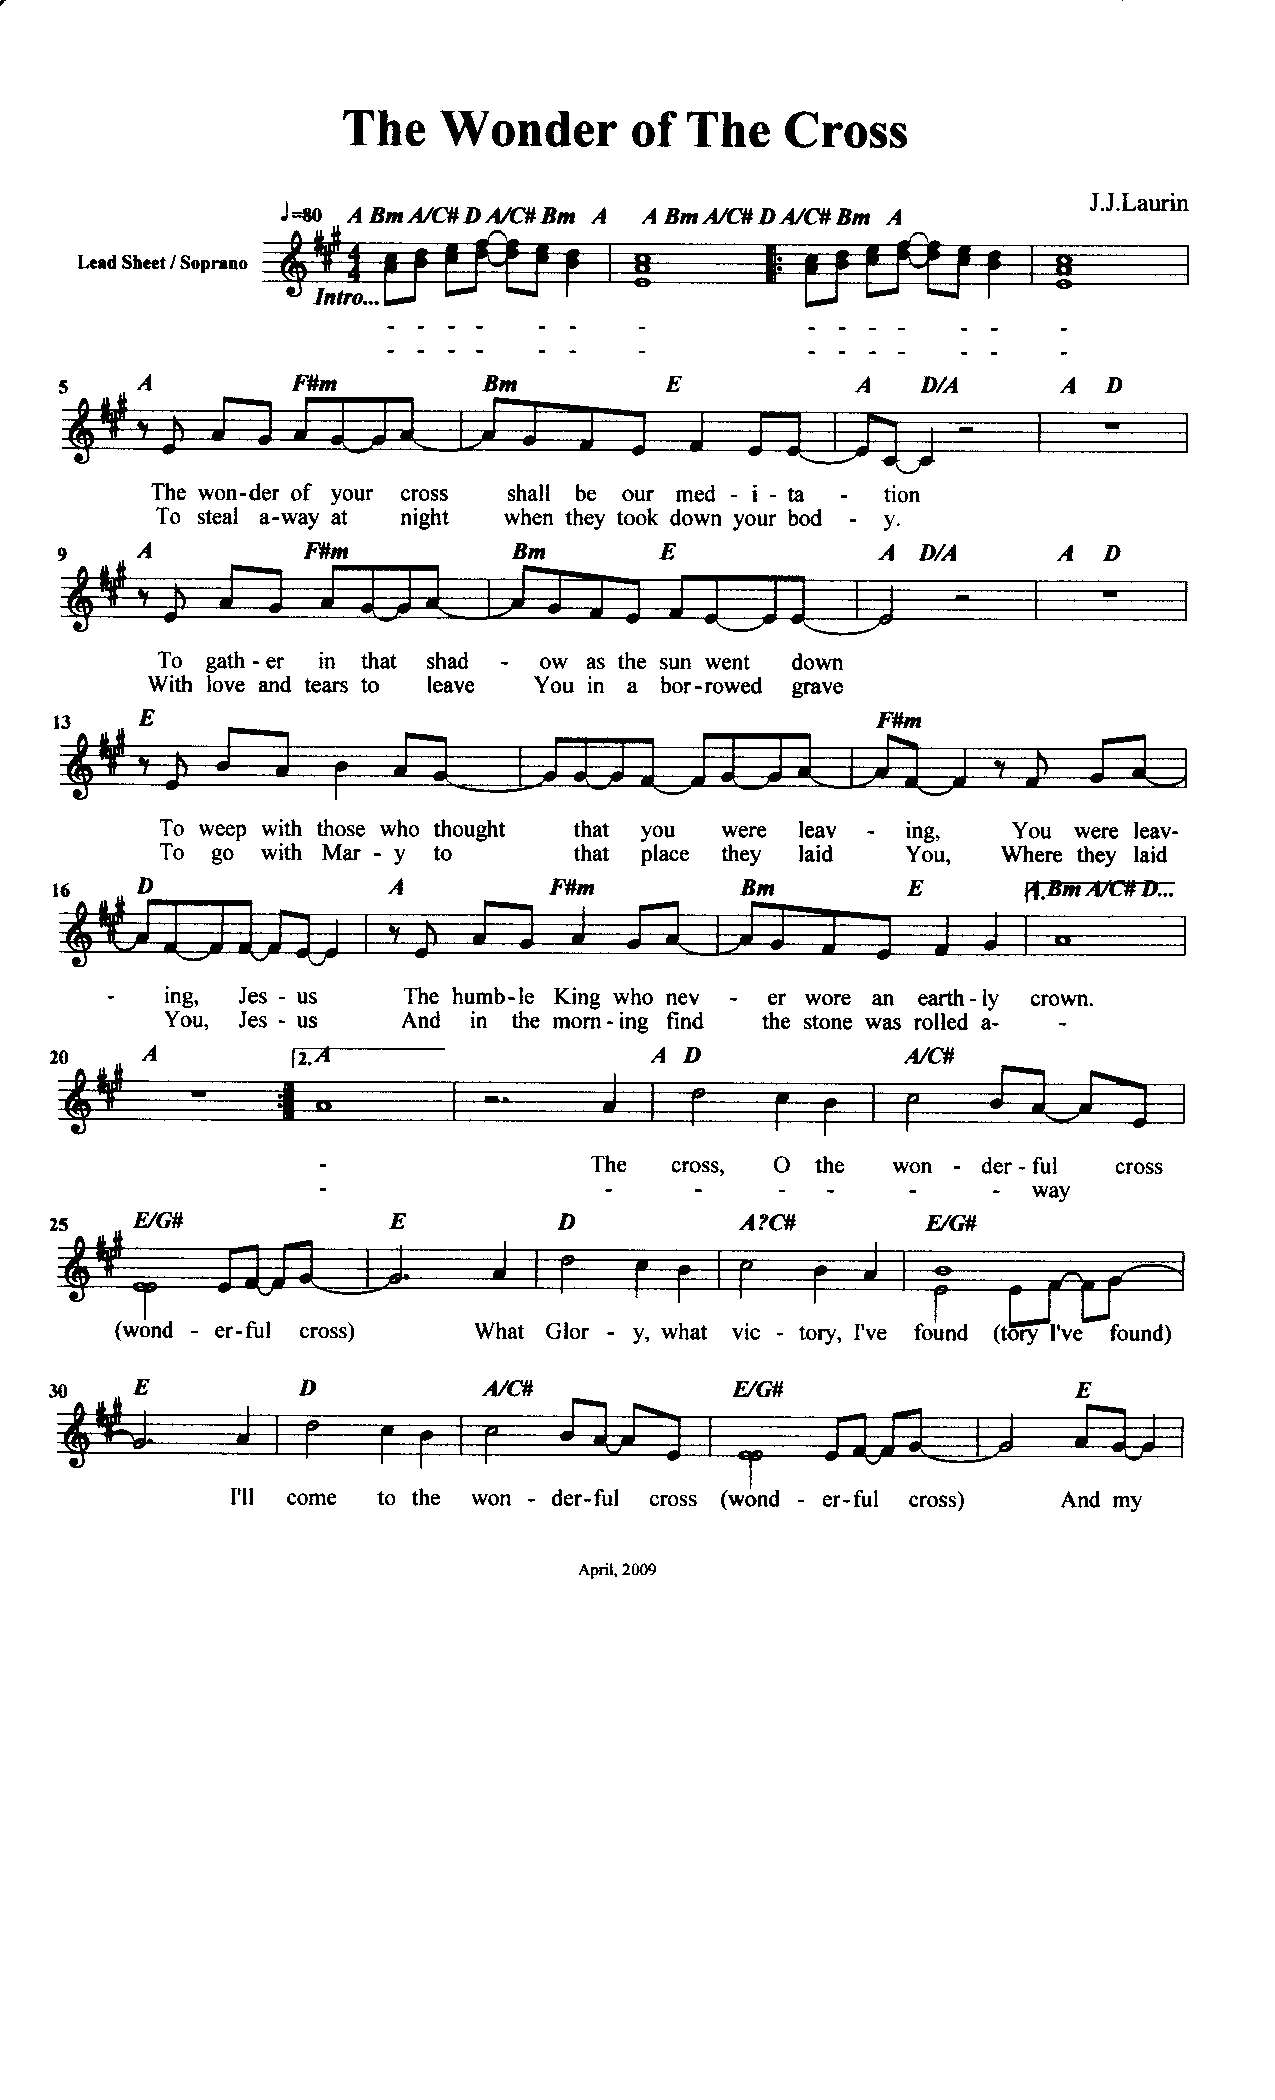 The Wonder of The Cross
J.J.Laurin
♩=80 A Bm A/C# D A/C# Bm A A Bm A/C# D A/C# Bm A
Lead Sheet / Soprano
Intro...
- - - - - - - - - - - - - -
- - - - - - - - - - - - - -
5 A F#m Bm E A D/A A D
The won-der of your cross shall be our med - i - ta - tion
To steal a-way at night when they took down your bod - y.
9 A F#m Bm E A D/A A D
To gath - er in that shad - ow as the sun went down
With love and tears to leave You in a bor-rowed grave
13 E F#m
To weep with those who thought that you were leav - ing, You were leav-
To go with Mar - y to that place they laid You, Where they laid
16 D A F#m Bm E 1. A Bm A/C# D...
- ing, Jes - us The humb-le King who nev - er wore an earth-ly crown.
You, Jes - us And in the morn-ing find the stone was rolled a- -
20 A 2. A A D A/C#
- The cross, O the won - der-ful cross
- - - - - - - way
25 E/G# E D A?C# E/G#
(wond - er-ful cross) What Glor - y, what vic - tory, I've found (tory I've found)
30 E D A/C# E/G# E
I'll come to the won - der-ful cross (wond - er-ful cross) And my
April, 2009